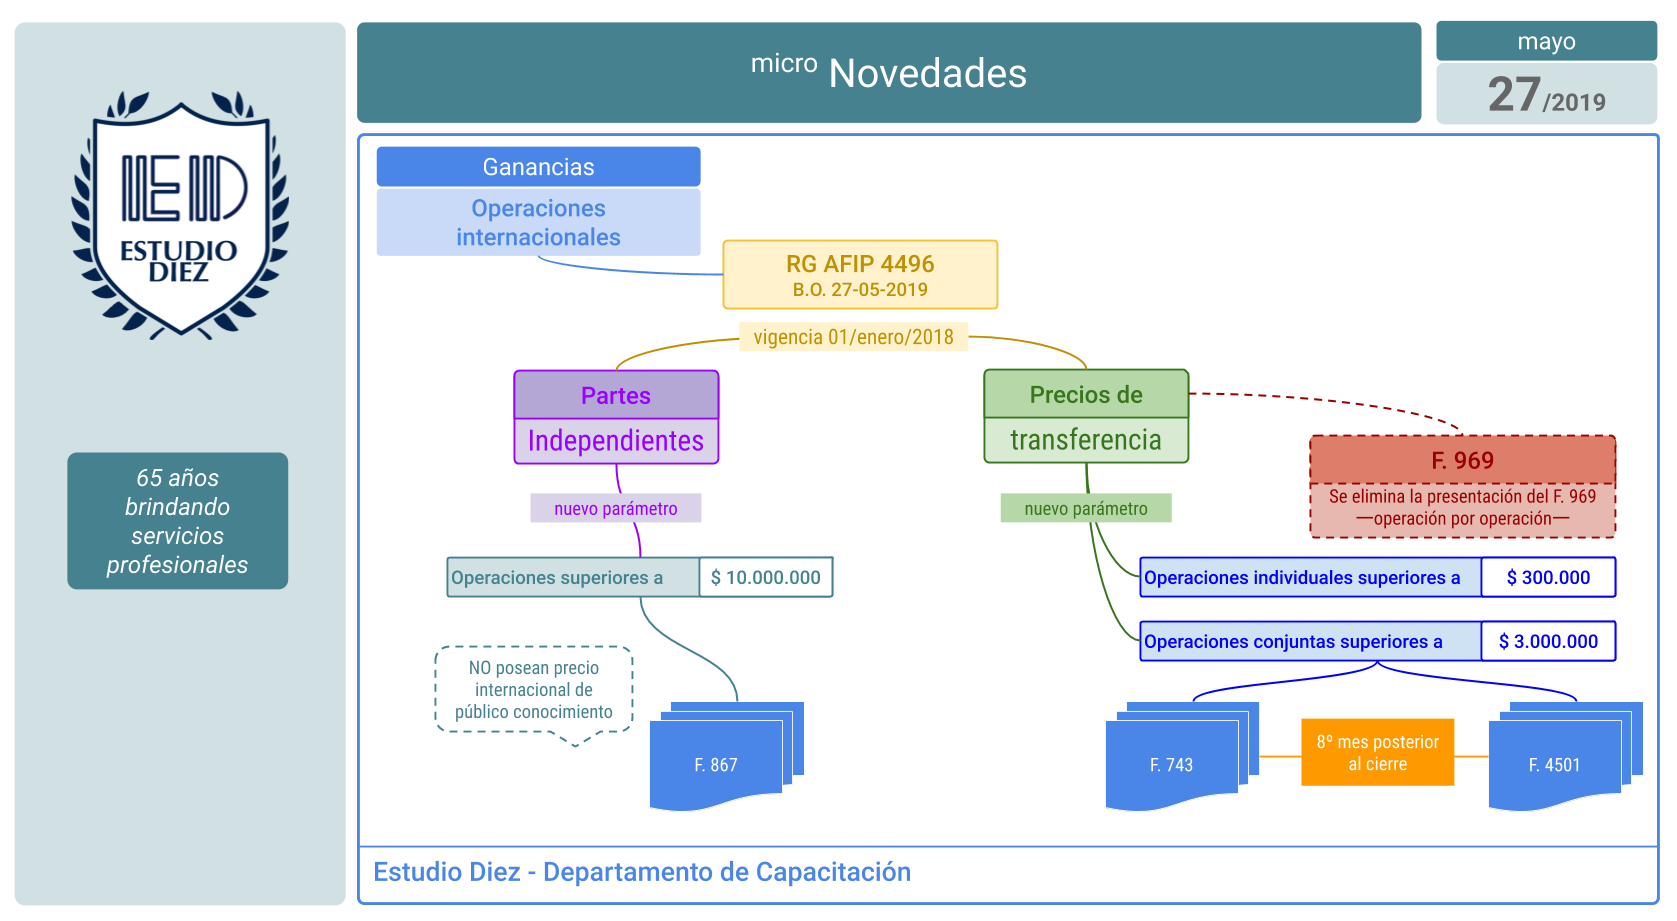 ED
ESTUDIO
DIEZ
65 años
brindando
servicios
profesionales
micro Novedades
mayo
27/2019
Ganancias
Operaciones
internacionales
RG AFIP 4496
B.O. 27-05-2019
vigencia 01/enero/2018
Partes
Independientes
nuevo parámetro
Operaciones superiores a $ 10.000.000
NO posean precio
internacional de
público conocimiento
F. 867
Precios de
transferencia
F. 969
Se elimina la presentación del F. 969
—operación por operación—
nuevo parámetro
Operaciones individuales superiores a $ 300.000
Operaciones conjuntas superiores a $ 3.000.000
F. 743
8º mes posterior
al cierre
F. 4501
Estudio Diez - Departamento de Capacitación